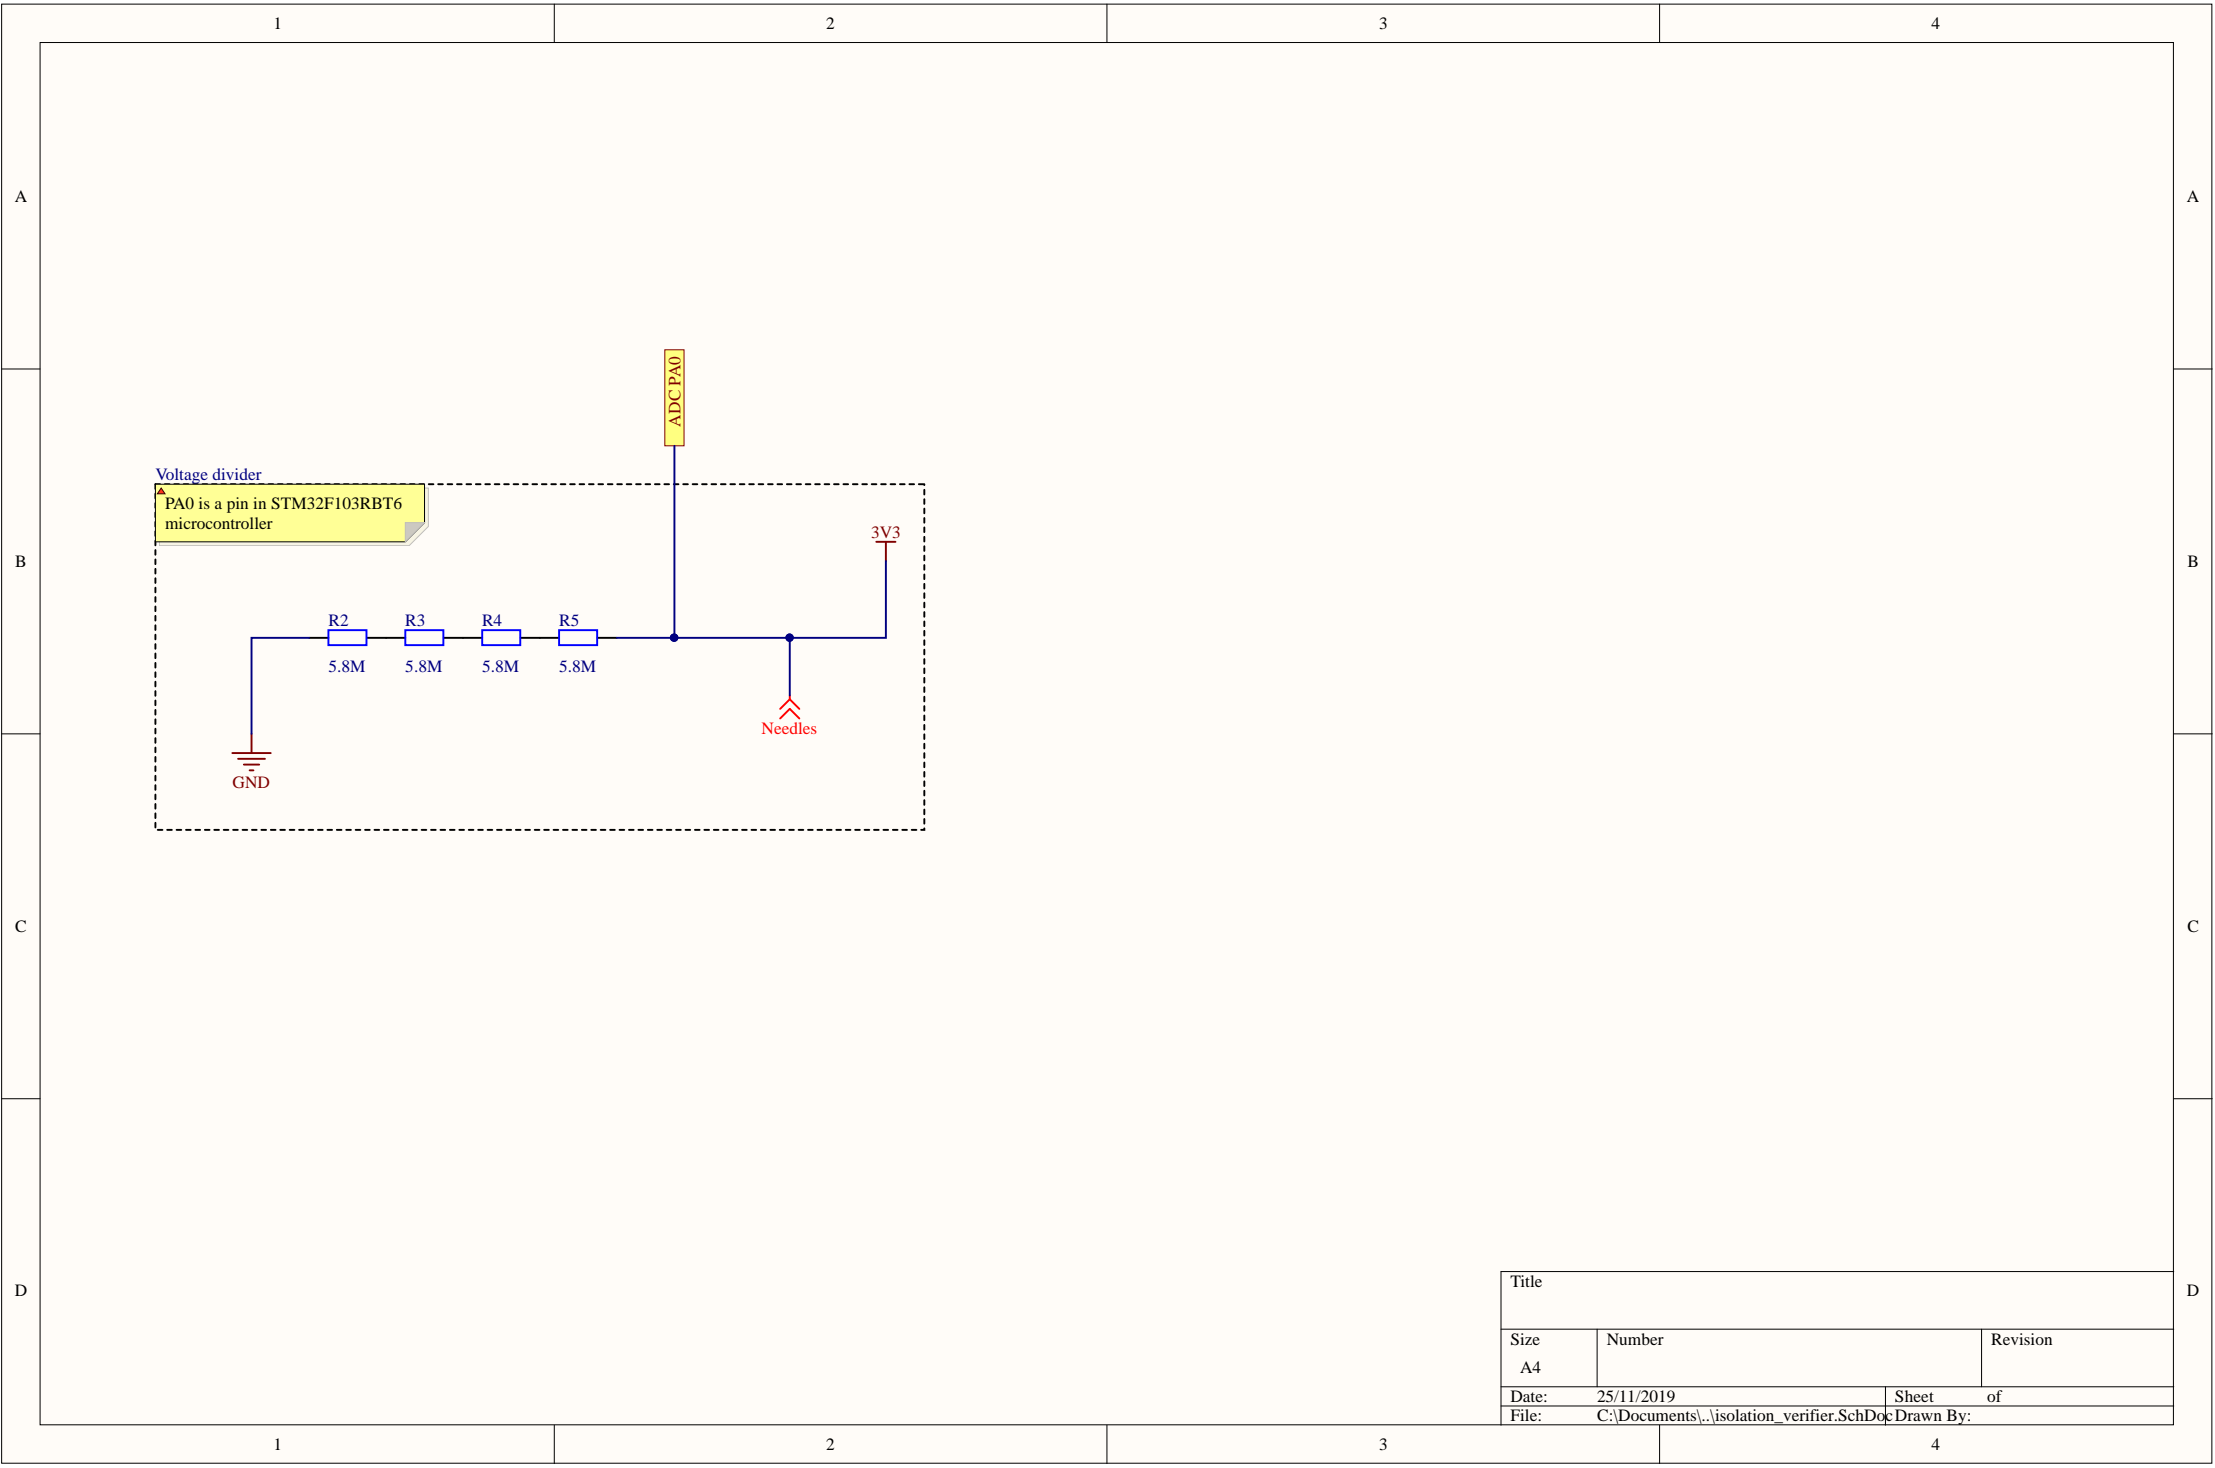 1 2 3 4
A A
ADC PA0
B B
Voltage divider
PA0 is a pin in STM32F103RBT6
microcontroller
3V3
R2 R3 R4 R5
5.8M 5.8M 5.8M 5.8M
Needles
GND
C C
D D
Title
Size Number Revision
A4
Date: 25/11/2019 Sheet of
File: C:\Documents\..\isolation_verifier.SchDoc Drawn By:
1 2 3 4